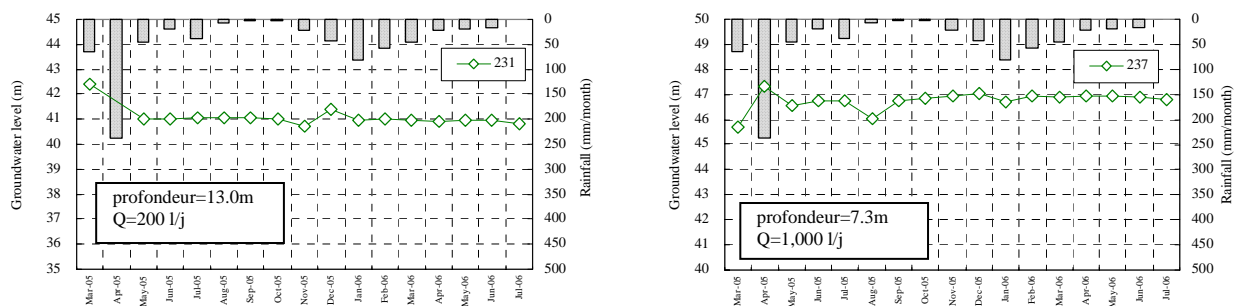 45
44
43
42
41
40
39
38
37
36
35
Groundwater level (m)
0
50
100
150
200
250
300
350
400
450
500
Rainfall (mm/month)
231
profondeur=13.0m
Q=200 l/j
Mar-05
Apr-05
May-05
Jun-05
Jul-05
Aug-05
Sep-05
Oct-05
Nov-05
Dec-05
Jan-06
Feb-06
Mar-06
Apr-06
May-06
Jun-06
Jul-06
50
49
48
47
46
45
44
43
42
41
40
Groundwater level (m)
0
50
100
150
200
250
300
350
400
450
500
Rainfall (mm/month)
237
profondeur=7.3m
Q=1,000 l/j
Mar-05
Apr-05
May-05
Jun-05
Jul-05
Aug-05
Sep-05
Oct-05
Nov-05
Dec-05
Jan-06
Feb-06
Mar-06
Apr-06
May-06
Jun-06
Jul-06